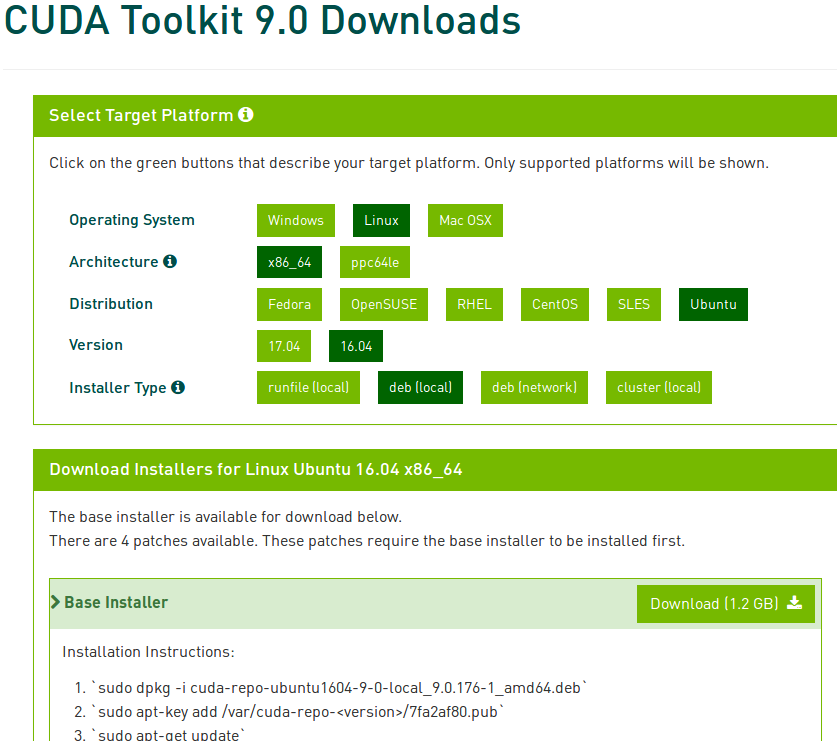 CUDA Toolkit 9.0 Downloads
Select Target Platform
Click on the green buttons that describe your target platform. Only supported platforms will be shown.
Operating System Windows Linux Mac OSX
Architecture x86_64 ppc64le
Distribution Fedora OpenSUSE RHEL CentOS SLES Ubuntu
Version 17.04 16.04
Installer Type runfile (local) deb (local) deb (network) cluster (local)
Download Installers for Linux Ubuntu 16.04 x86_64
The base installer is available for download below.
There are 4 patches available. These patches require the base installer to be installed first.
Base Installer Download (1.2 GB)
Installation Instructions:
1. `sudo dpkg -i cuda-repo-ubuntu1604-9-0-local_9.0.176-1_amd64.deb`
2. `sudo apt-key add /var/cuda-repo-<version>/7fa2af80.pub`
3. `sudo apt-get update`